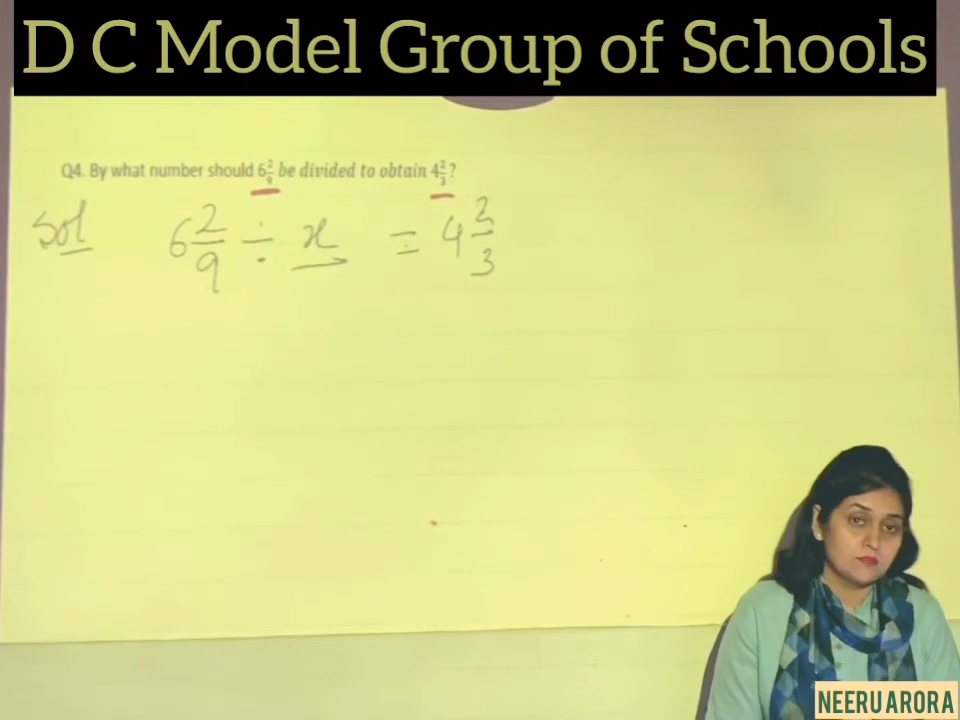 D C Model Group of Schools
Q4. By what number should 6 2/9 be divided to obtain 4 2/3?
Sol 6 2/9 ÷ x = 4 2/3
NEERU ARORA